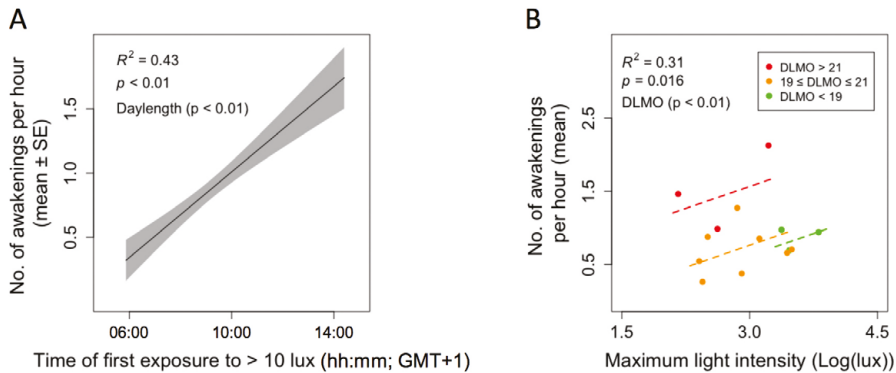 A
R² = 0.43
p < 0.01
Daylength (p < 0.01)
No. of awakenings per hour
(mean ± SE)
0.5
1.0
1.5
06:00
10:00
14:00
Time of first exposure to > 10 lux (hh:mm; GMT+1)
B
R² = 0.31
p = 0.016
DLMO (p < 0.01)
DLMO > 21
19 ≤ DLMO ≤ 21
DLMO < 19
No. of awakenings
per hour (mean)
0.5
1.5
2.5
1.5
3.0
4.5
Maximum light intensity (Log(lux))